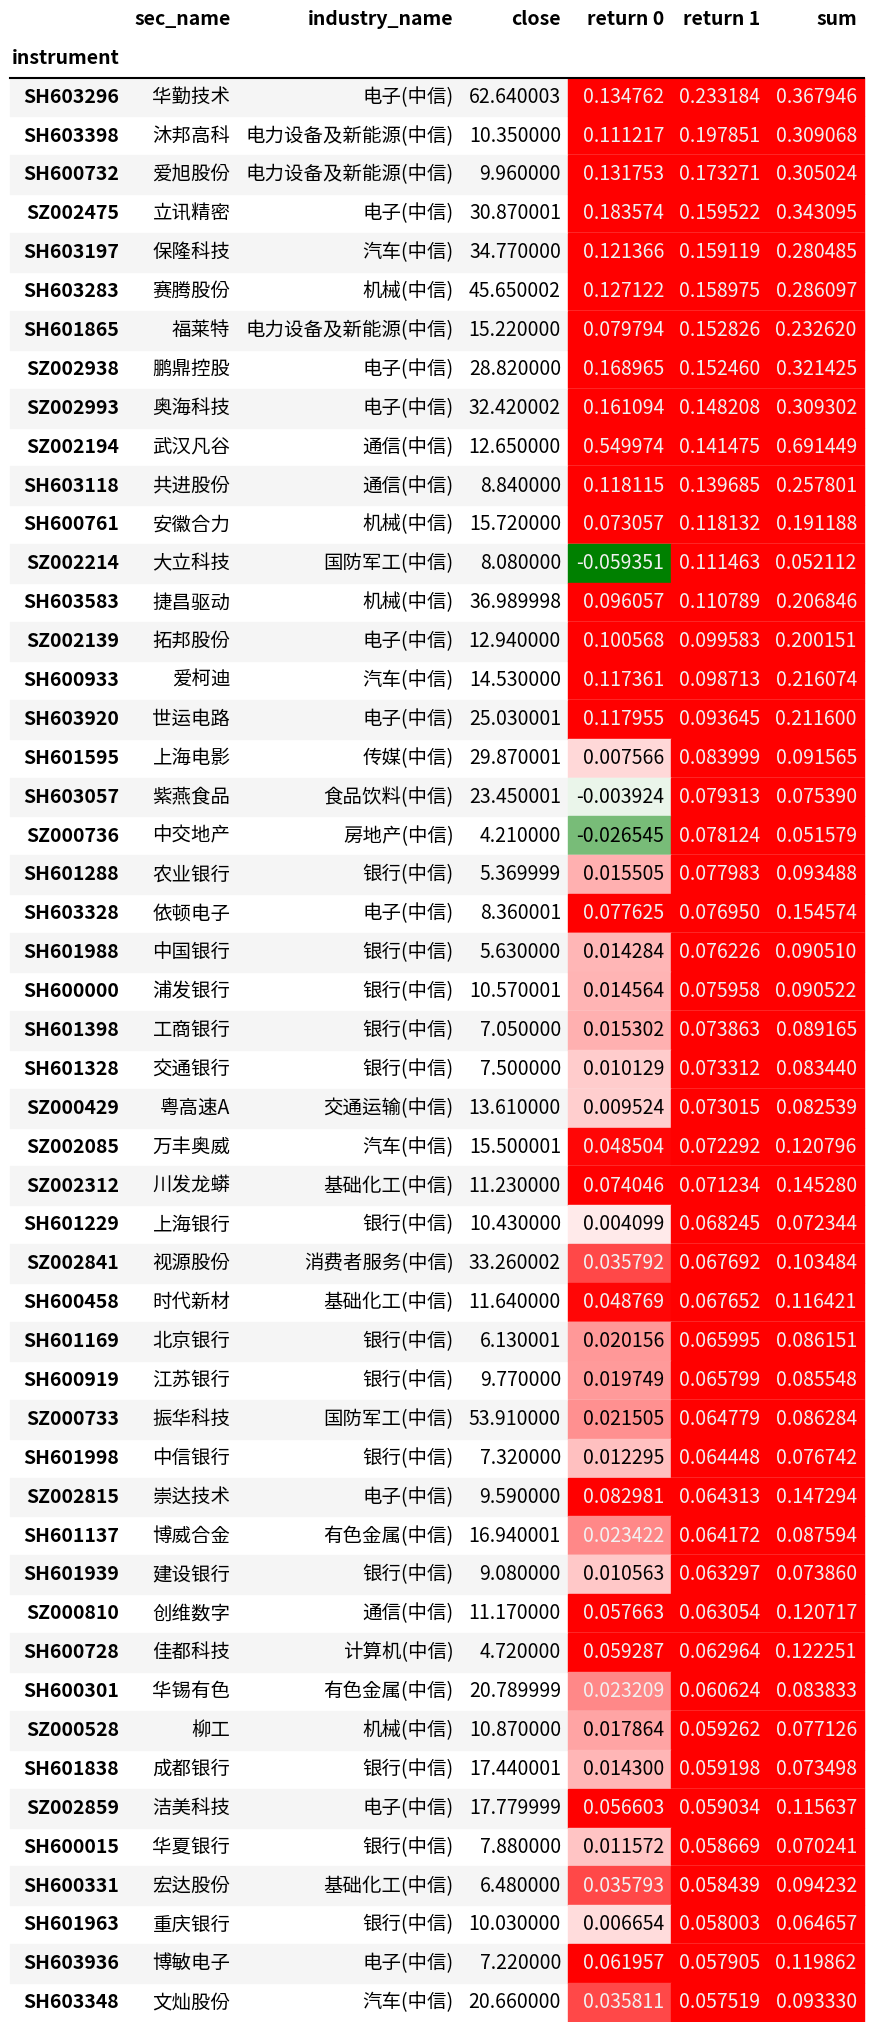 sec_name industry_name close return 0 return 1 sum
instrument
SH603296 华勤技术 电子(中信) 62.640003 0.134762 0.233184 0.367946
SH603398 沐邦高科 电力设备及新能源(中信) 10.350000 0.111217 0.197851 0.309068
SH600732 爱旭股份 电力设备及新能源(中信) 9.960000 0.131753 0.173271 0.305024
SZ002475 立讯精密 电子(中信) 30.870001 0.183574 0.159522 0.343095
SH603197 保隆科技 汽车(中信) 34.770000 0.121366 0.159119 0.280485
SH603283 赛腾股份 机械(中信) 45.650002 0.127122 0.158975 0.286097
SH601865 福莱特 电力设备及新能源(中信) 15.220000 0.079794 0.152826 0.232620
SZ002938 鹏鼎控股 电子(中信) 28.820000 0.168965 0.152460 0.321425
SZ002993 奥海科技 电子(中信) 32.420002 0.161094 0.148208 0.309302
SZ002194 武汉凡谷 通信(中信) 12.650000 0.549974 0.141475 0.691449
SH603118 共进股份 通信(中信) 8.840000 0.118115 0.139685 0.257801
SH600761 安徽合力 机械(中信) 15.720000 0.073057 0.118132 0.191188
SZ002214 大立科技 国防军工(中信) 8.080000 -0.059351 0.111463 0.052112
SH603583 捷昌驱动 机械(中信) 36.989998 0.096057 0.110789 0.206846
SZ002139 拓邦股份 电子(中信) 12.940000 0.100568 0.099583 0.200151
SH600933 爱柯迪 汽车(中信) 14.530000 0.117361 0.098713 0.216074
SH603920 世运电路 电子(中信) 25.030001 0.117955 0.093645 0.211600
SH601595 上海电影 传媒(中信) 29.870001 0.007566 0.083999 0.091565
SH603057 紫燕食品 食品饮料(中信) 23.450001 -0.003924 0.079313 0.075390
SZ000736 中交地产 房地产(中信) 4.210000 -0.026545 0.078124 0.051579
SH601288 农业银行 银行(中信) 5.369999 0.015505 0.077983 0.093488
SH603328 依顿电子 电子(中信) 8.360001 0.077625 0.076950 0.154574
SH601988 中国银行 银行(中信) 5.630000 0.014284 0.076226 0.090510
SH600000 浦发银行 银行(中信) 10.570001 0.014564 0.075958 0.090522
SH601398 工商银行 银行(中信) 7.050000 0.015302 0.073863 0.089165
SH601328 交通银行 银行(中信) 7.500000 0.010129 0.073312 0.083440
SZ000429 粤高速A 交通运输(中信) 13.610000 0.009524 0.073015 0.082539
SZ002085 万丰奥威 汽车(中信) 15.500001 0.048504 0.072292 0.120796
SZ002312 川发龙蟒 基础化工(中信) 11.230000 0.074046 0.071234 0.145280
SH601229 上海银行 银行(中信) 10.430000 0.004099 0.068245 0.072344
SZ002841 视源股份 消费者服务(中信) 33.260002 0.035792 0.067692 0.103484
SH600458 时代新材 基础化工(中信) 11.640000 0.048769 0.067652 0.116421
SH601169 北京银行 银行(中信) 6.130001 0.020156 0.065995 0.086151
SH600919 江苏银行 银行(中信) 9.770000 0.019749 0.065799 0.085548
SZ000733 振华科技 国防军工(中信) 53.910000 0.021505 0.064779 0.086284
SH601998 中信银行 银行(中信) 7.320000 0.012295 0.064448 0.076742
SZ002815 崇达技术 电子(中信) 9.590000 0.082981 0.064313 0.147294
SH601137 博威合金 有色金属(中信) 16.940001 0.023422 0.064172 0.087594
SH601939 建设银行 银行(中信) 9.080000 0.010563 0.063297 0.073860
SZ000810 创维数字 通信(中信) 11.170000 0.057663 0.063054 0.120717
SH600728 佳都科技 计算机(中信) 4.720000 0.059287 0.062964 0.122251
SH600301 华锡有色 有色金属(中信) 20.789999 0.023209 0.060624 0.083833
SZ000528 柳工 机械(中信) 10.870000 0.017864 0.059262 0.077126
SH601838 成都银行 银行(中信) 17.440001 0.014300 0.059198 0.073498
SZ002859 洁美科技 电子(中信) 17.779999 0.056603 0.059034 0.115637
SH600015 华夏银行 银行(中信) 7.880000 0.011572 0.058669 0.070241
SH600331 宏达股份 基础化工(中信) 6.480000 0.035793 0.058439 0.094232
SH601963 重庆银行 银行(中信) 10.030000 0.006654 0.058003 0.064657
SH603936 博敏电子 电子(中信) 7.220000 0.061957 0.057905 0.119862
SH603348 文灿股份 汽车(中信) 20.660000 0.035811 0.057519 0.093330